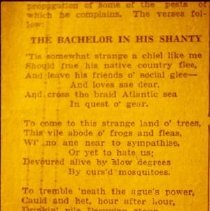 propagation of some of the pests of
which he complains. The verses fol-
low:
THE BACHELOR IN HIS SHANTY
'Tis somewhat strange a chiel like me
Should frae his native country flee,
And leave his friends o' social glee—
And loves sae dear,
And cross the braid Atlantic sea
In quest o' gear.
To come to this strange land o' trees,
This vile abode o' frogs and fleas,
Wi' no ane near to sympathise,
Or yet to hate us;
Devoured alive by slow degrees
By curs'd mosquitoes.
To tremble 'neath the ague's power,
Cauld and het, hour after hour,